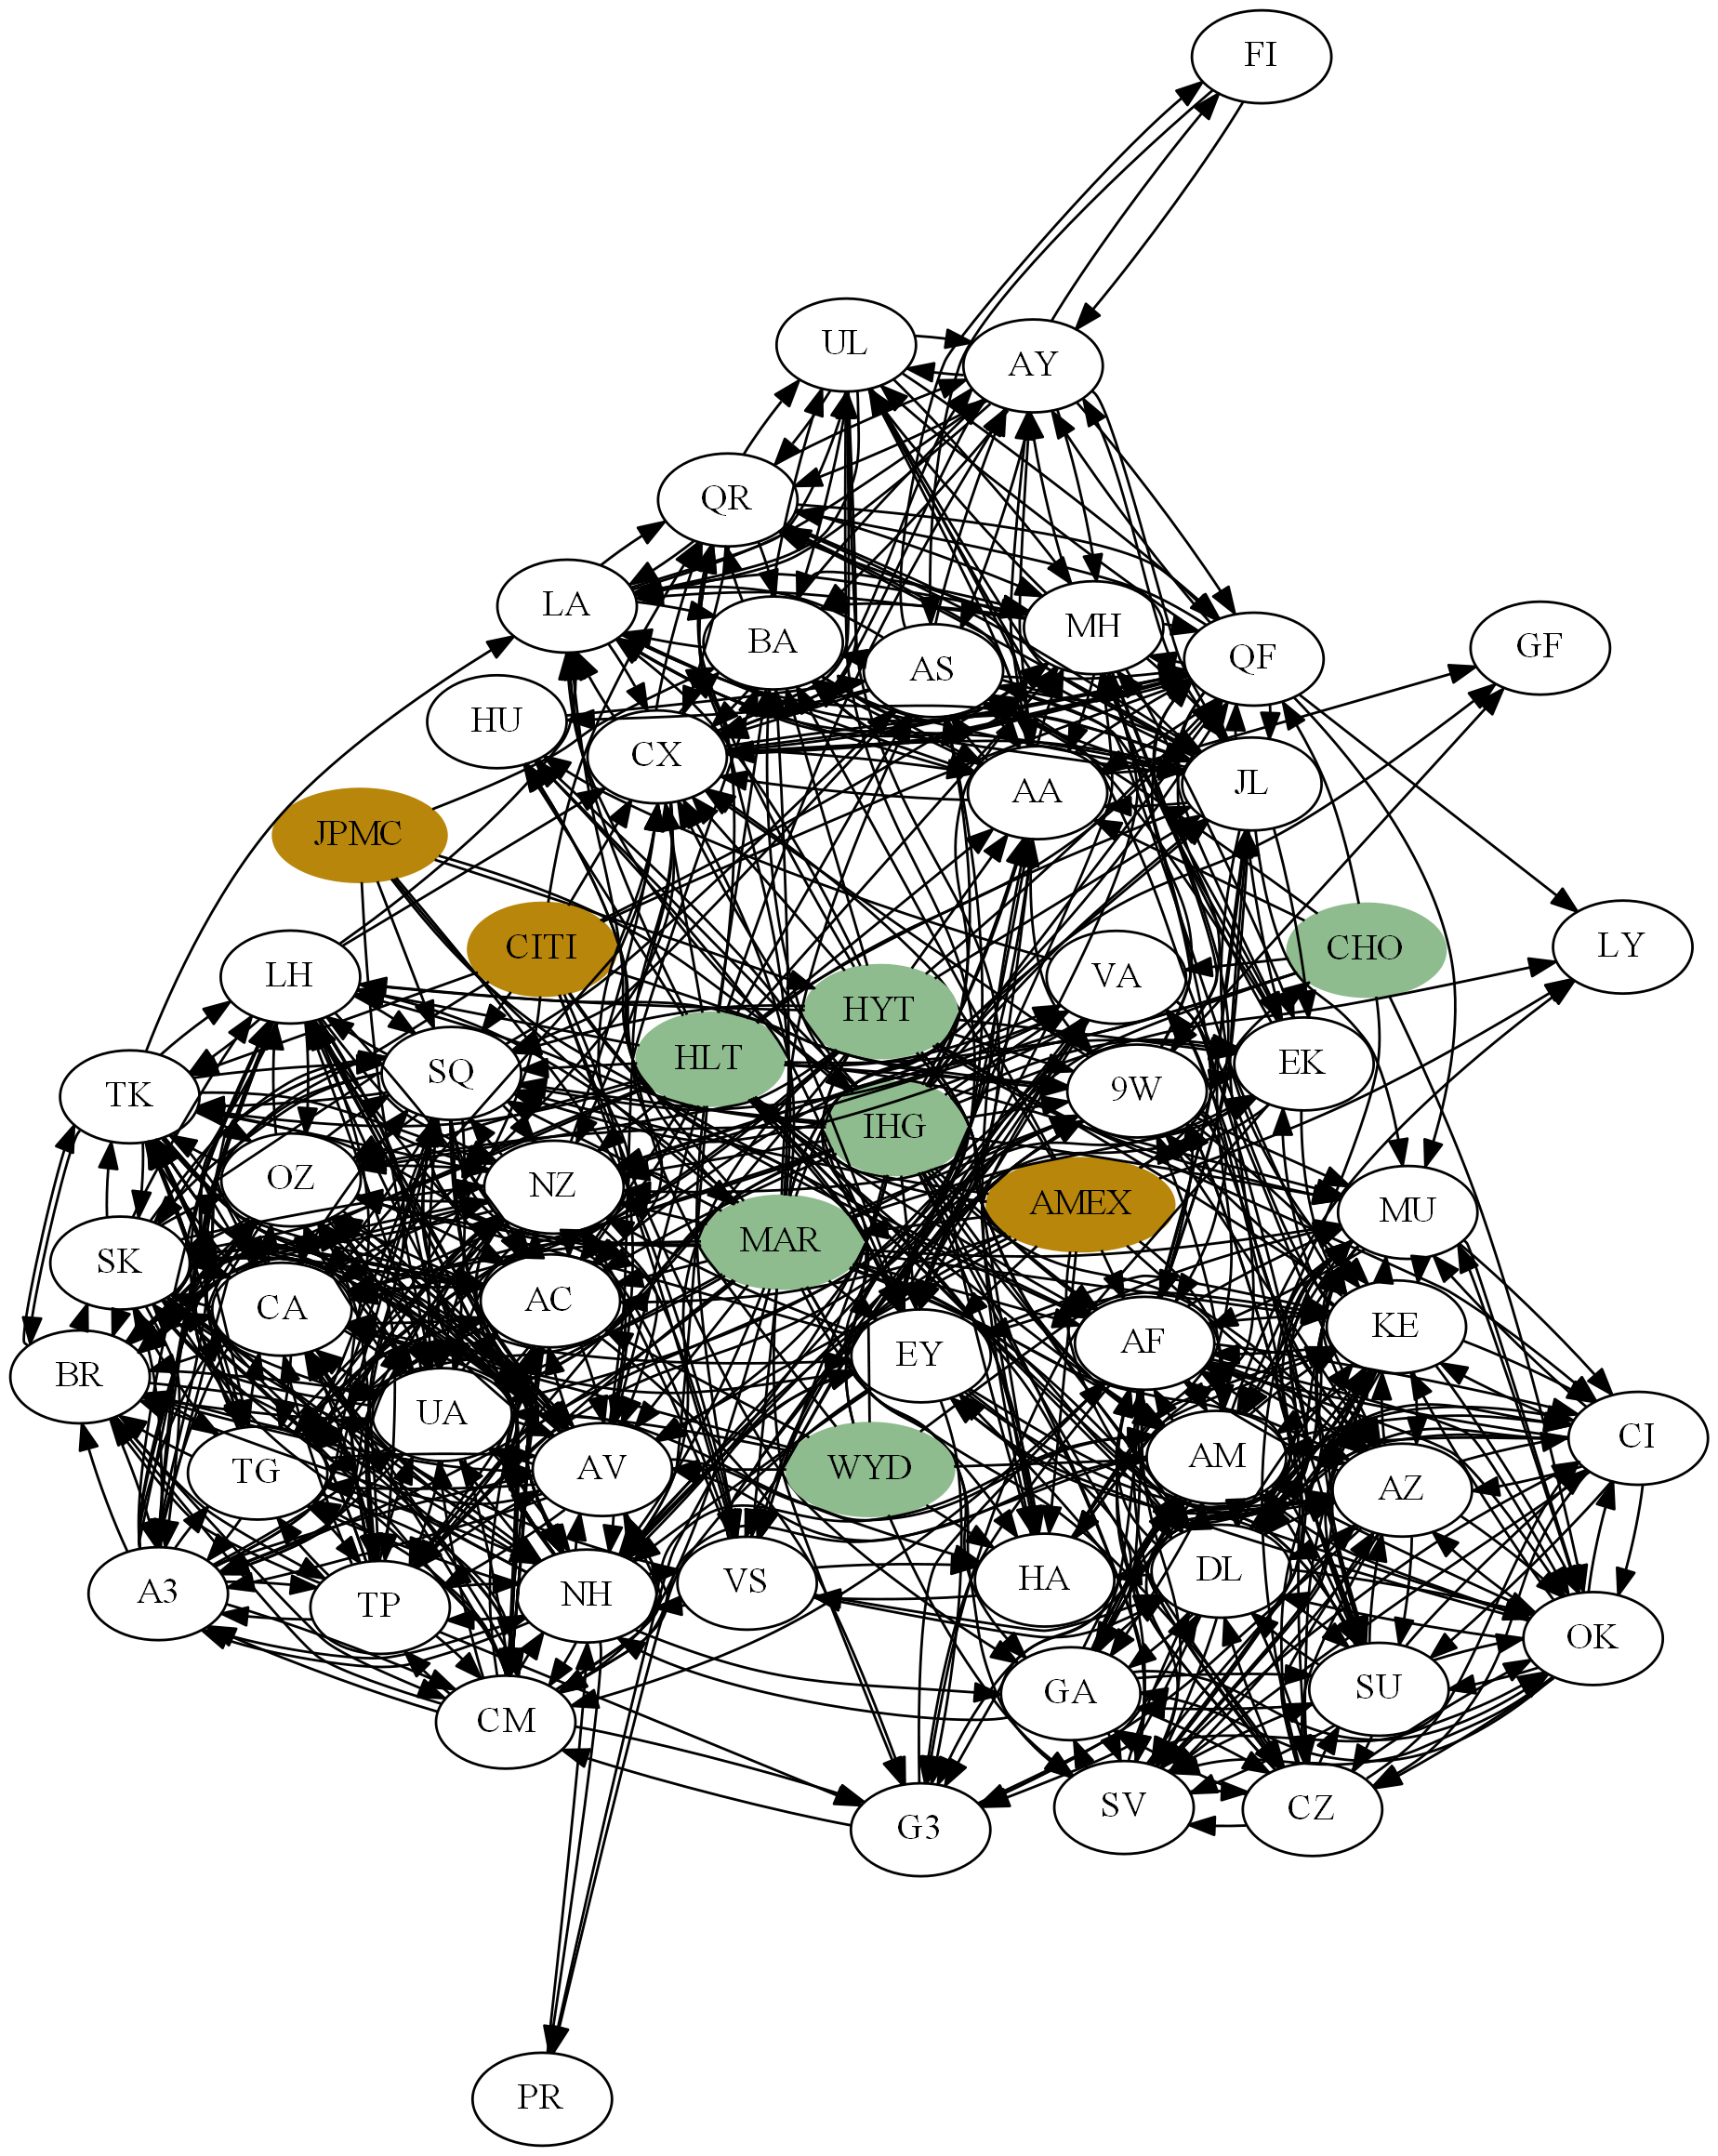 FI
UL
AY
QR
LA
BA
MH
AS
QF
GF
HU
CX
AA
JL
JPMC
CITI
LH
VA
CHO
LY
HYT
HLT
SQ
EK
TK
9W
IHG
OZ
NZ
AMEX
MU
MAR
SK
CA
AC
EY
AF
KE
BR
UA
TG
AV
WYD
AM
AZ
CI
A3
TP
NH
VS
HA
DL
OK
CM
GA
SU
G3
SV
CZ
PR